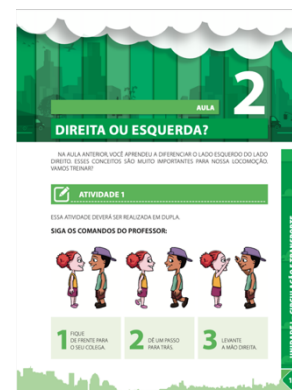 AULA
2
DIREITA OU ESQUERDA?
NA AULA ANTERIOR, VOCÊ APRENDEU A DIFERENCIAR O LADO ESQUERDO DO LADO
DIREITO. ESSES CONCEITOS SÃO MUITO IMPORTANTES PARA NOSSA LOCOMOÇÃO.
VAMOS TREINAR?
ATIVIDADE 1
ESSA ATIVIDADE DEVERÁ SER REALIZADA EM DUPLA.
SIGA OS COMANDOS DO PROFESSOR:
1 FIQUE
DE FRENTE PARA
O SEU COLEGA.
2 DÊ UM PASSO
PARA TRÁS.
3 LEVANTE
A MÃO DIREITA.